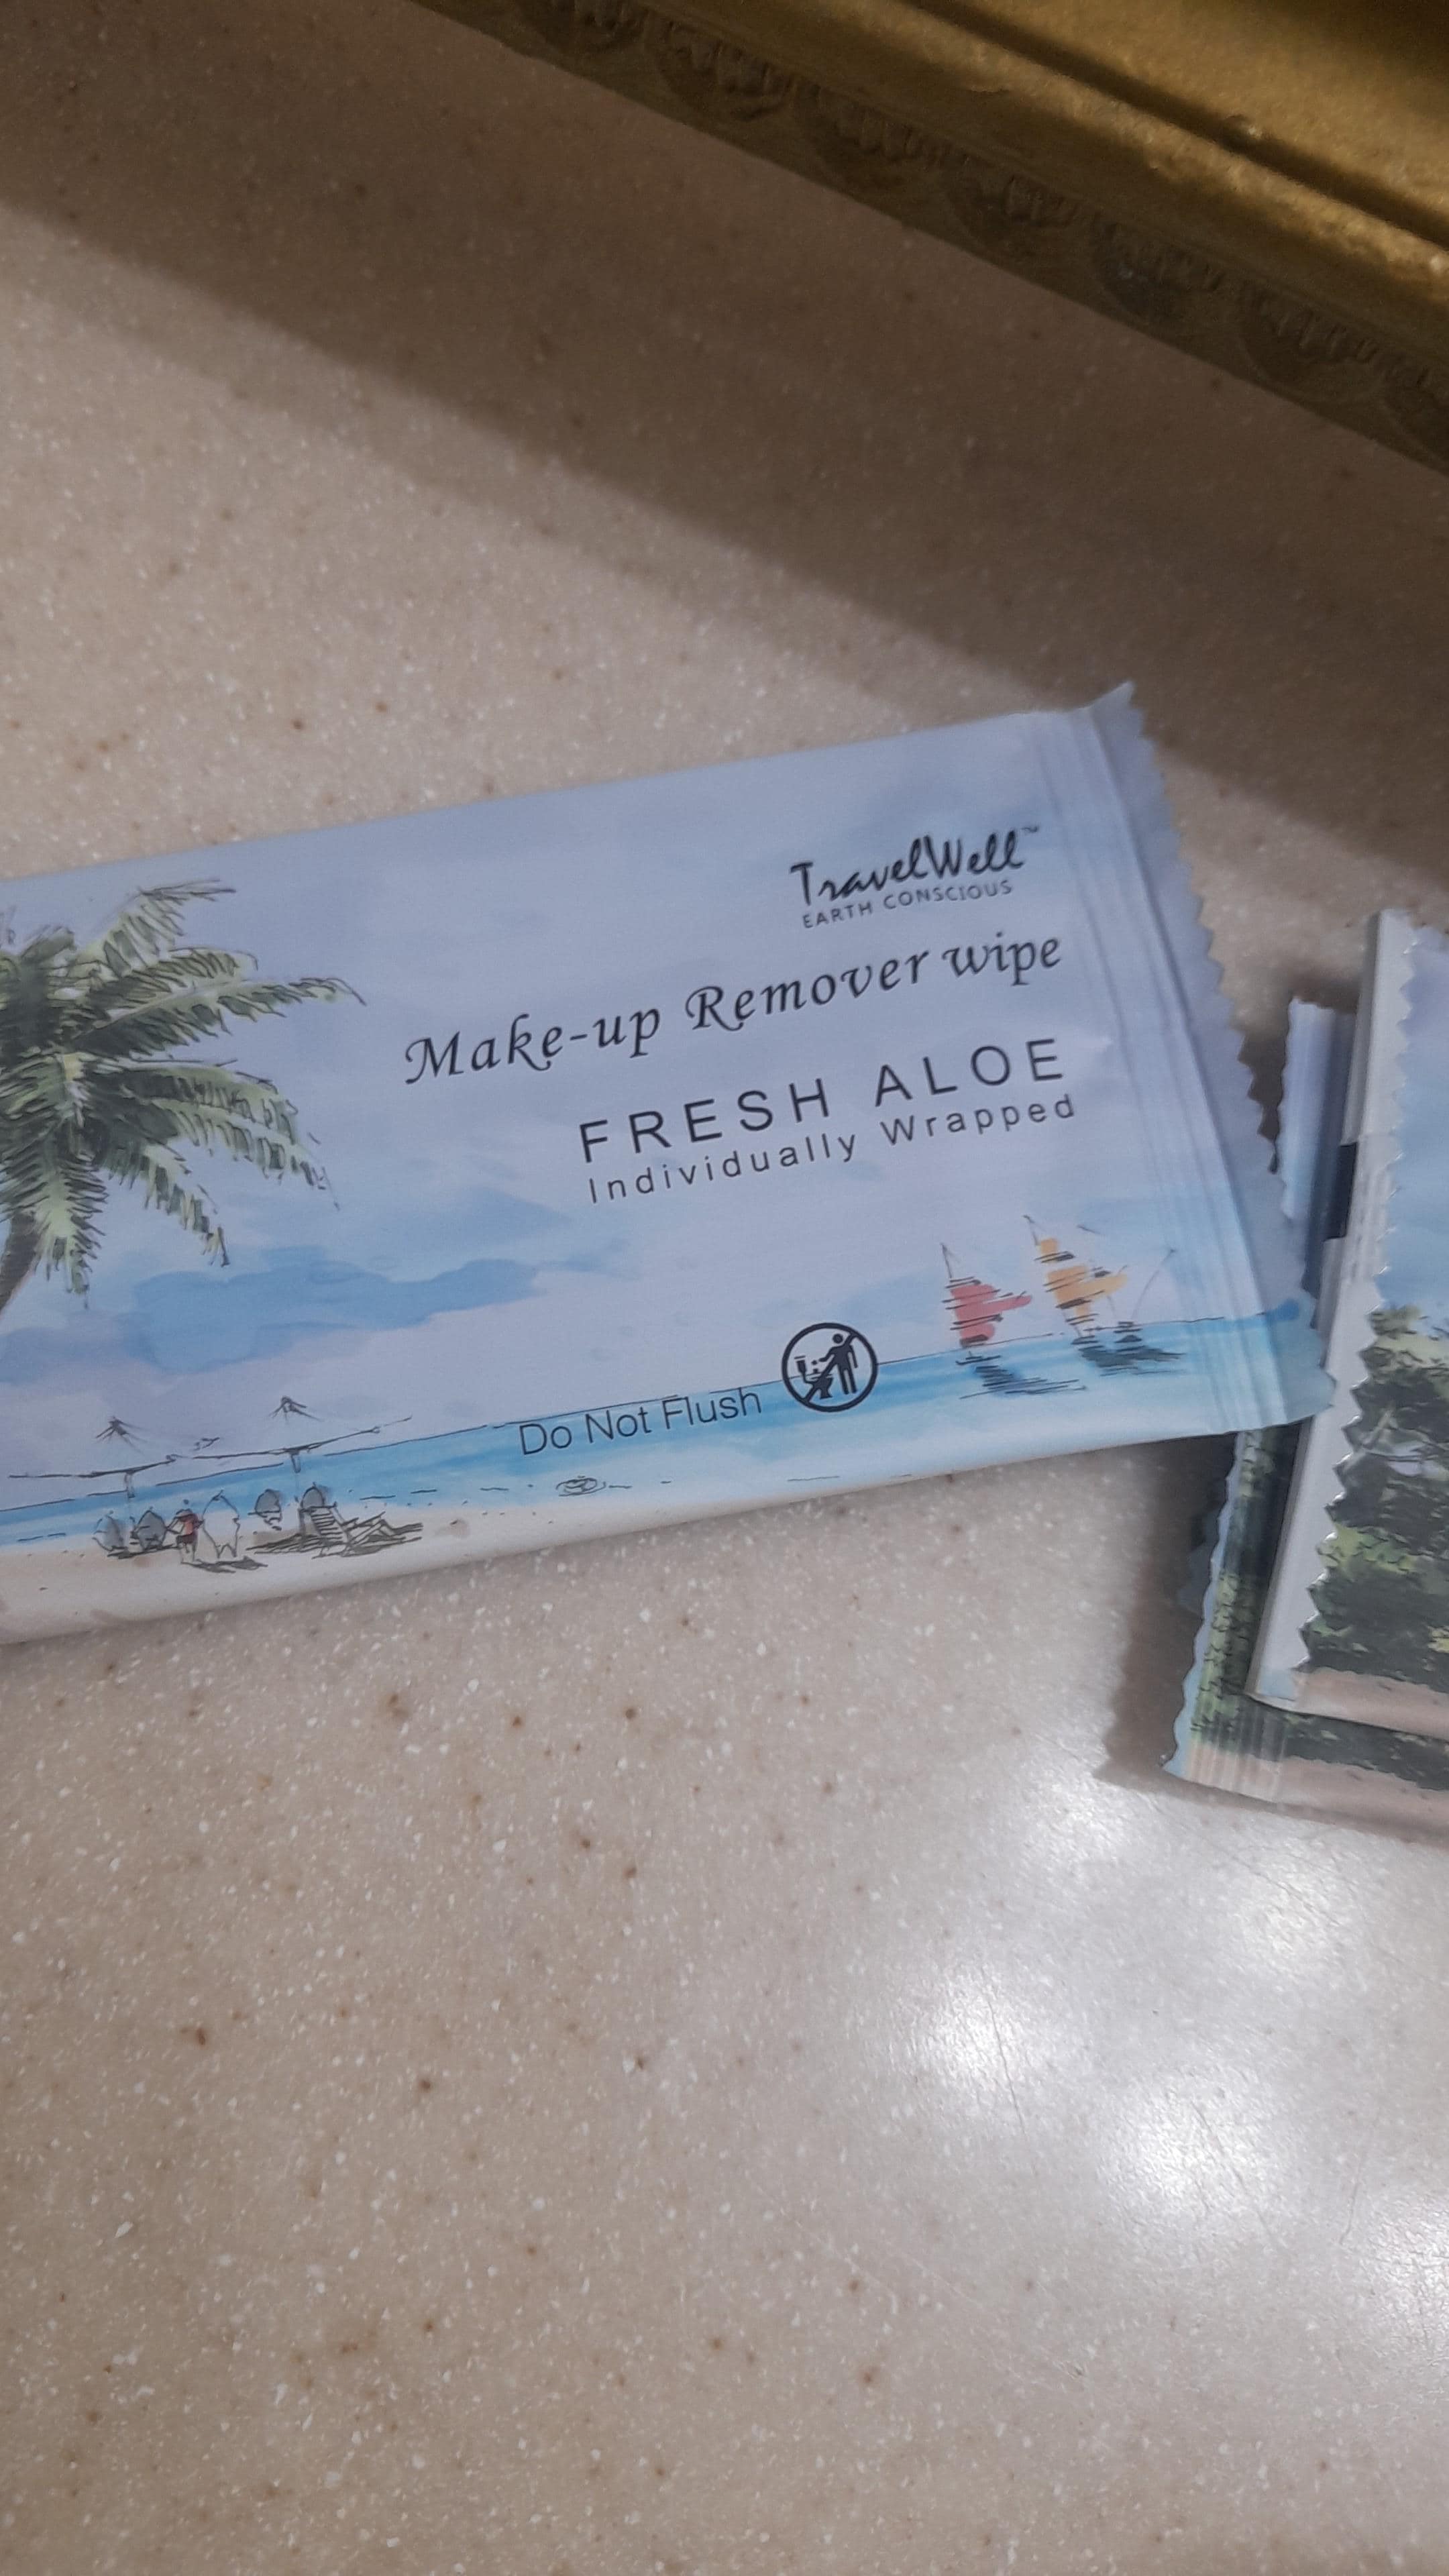 TravelWell™
EARTH CONSCIOUS
Make-up Remover wipe
FRESH ALOE
Individually Wrapped
Do Not Flush